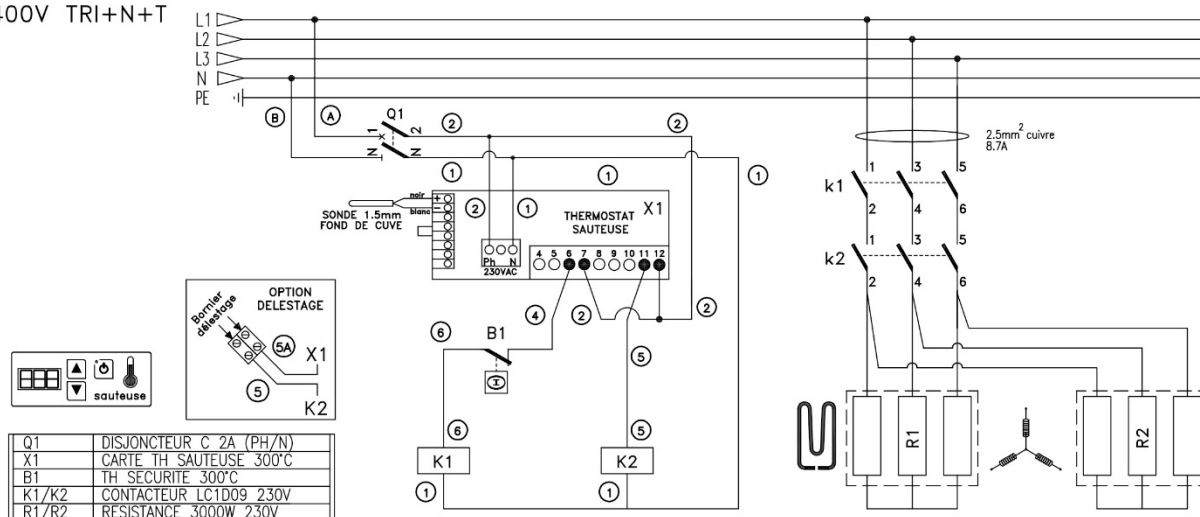 400V TRI+N+T
L1
L2
L3
N
PE
B
A
Q1
1
2
N
N
2
2
1
1
1
2.5mm² cuivre
8.7A
k1
1
3
5
2
4
6
k2
1
3
5
2
4
6
noir
blanc
+
−
SONDE 1.5mm
FOND DE CUVE
2
1
THERMOSTAT
SAUTEUSE
X1
Ph N
230VAC
4 5 6 7 8 9 10 11 12
4
2
2
6
B1
5
6
5
K1
K2
1
1
OPTION
DELESTAGE
Bornier
délestage
5A
X1
5
K2
sauteuse
Q1 DISJONCTEUR C 2A (PH/N)
X1 CARTE TH SAUTEUSE 300°C
B1 TH SECURITE 300°C
K1/K2 CONTACTEUR LC1D09 230V
R1/R2 RESISTANCE 3000W 230V
R1
R2